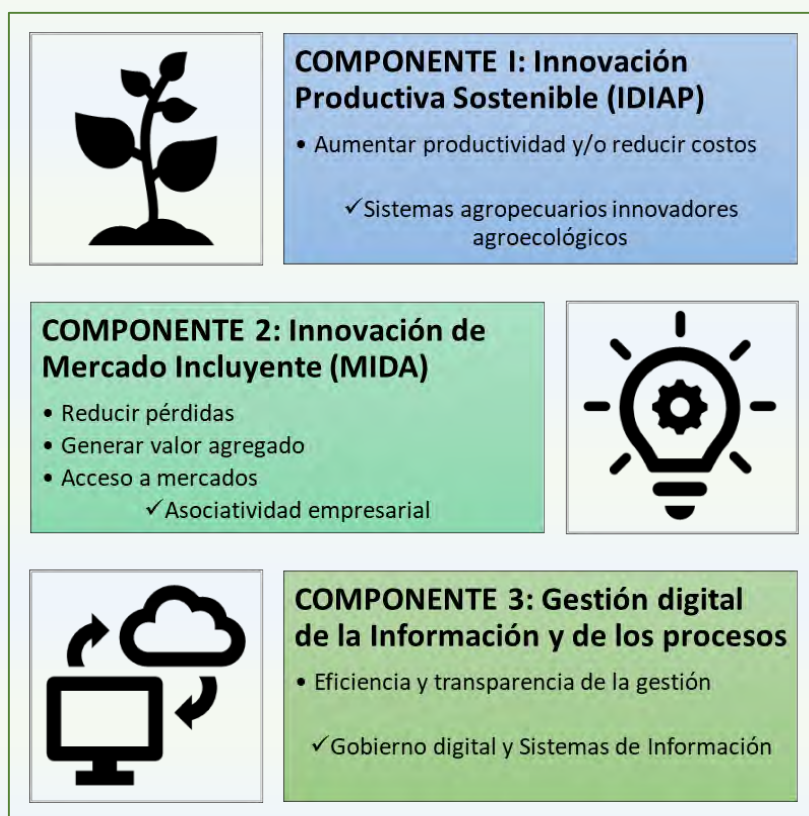 COMPONENTE I: Innovación
Productiva Sostenible (IDIAP)
• Aumentar productividad y/o reducir costos
✓Sistemas agropecuarios innovadores
agroecológicos
COMPONENTE 2: Innovación de
Mercado Incluyente (MIDA)
• Reducir pérdidas
• Generar valor agregado
• Acceso a mercados
✓Asociatividad empresarial
COMPONENTE 3: Gestión digital
de la Información y de los procesos
• Eficiencia y transparencia de la gestión
✓Gobierno digital y Sistemas de Información